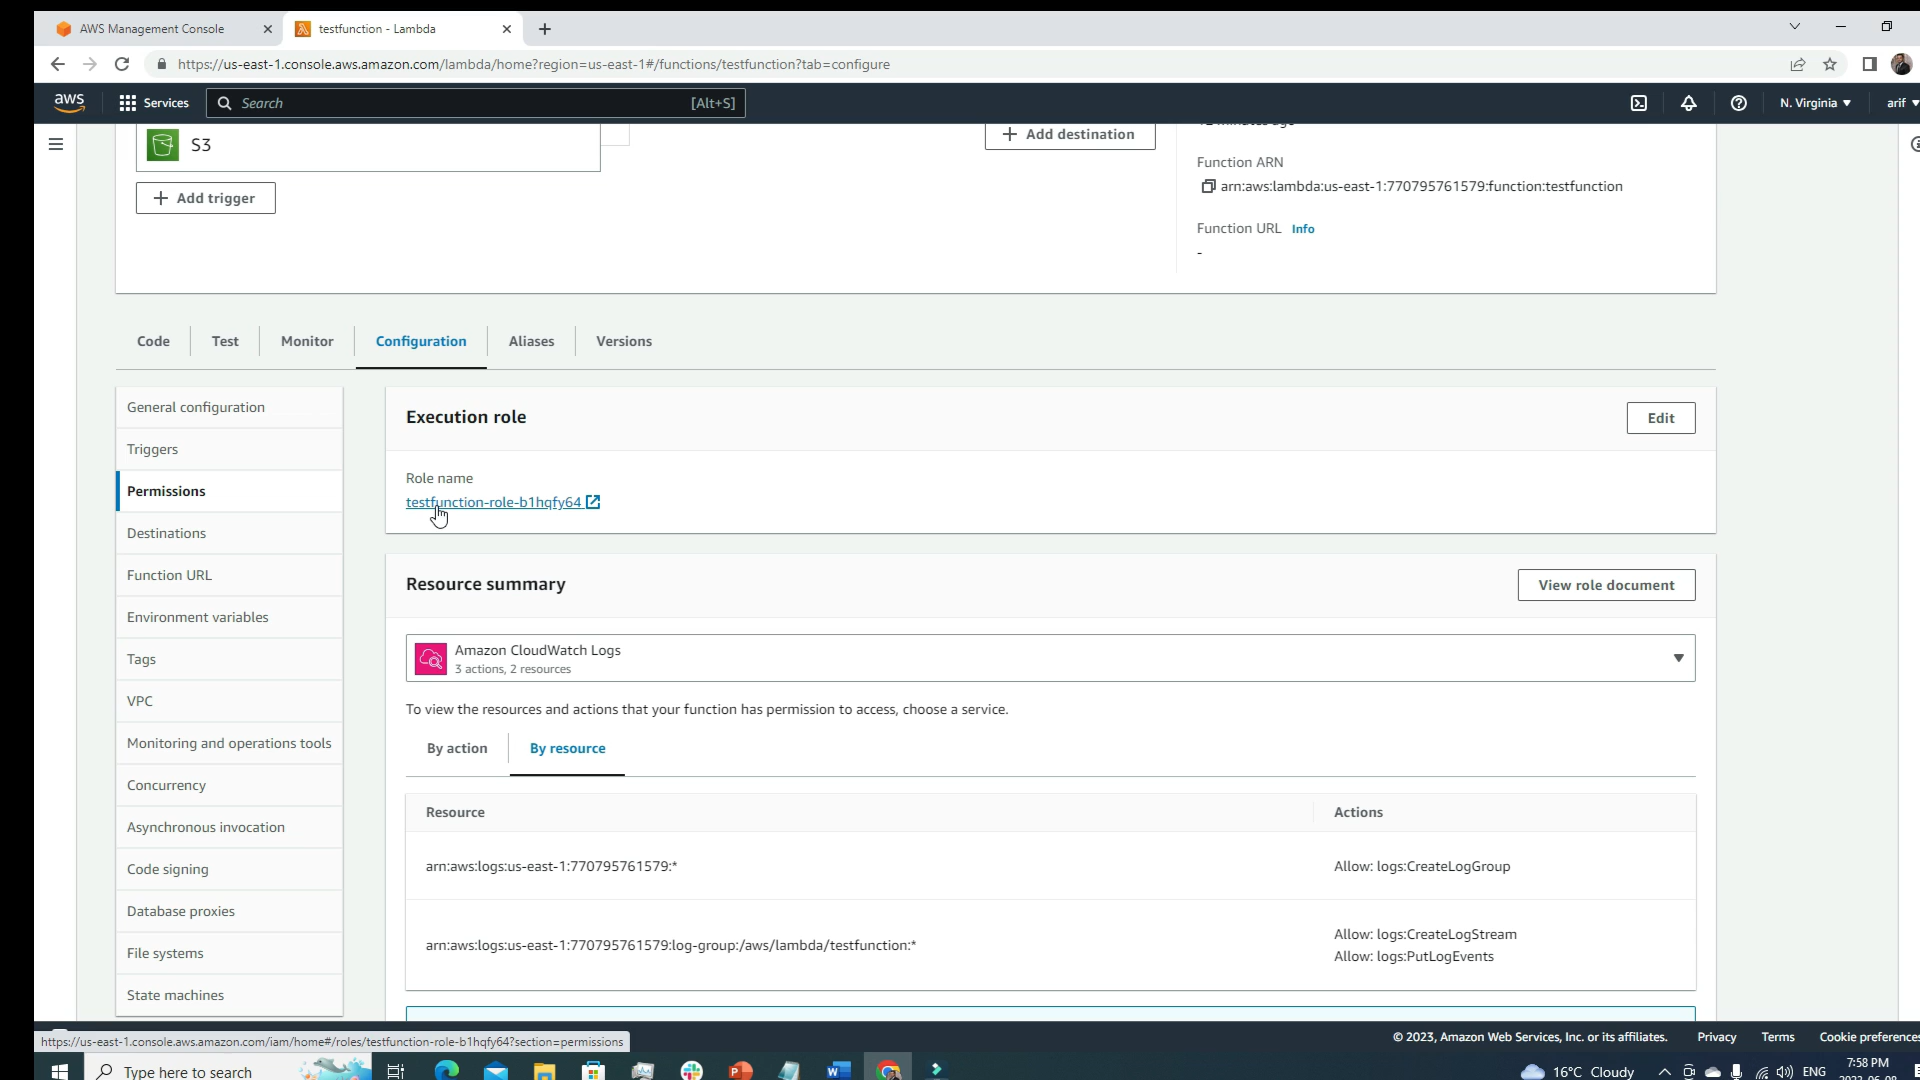 AWS Management Console
testfunction - Lambda
https://us-east-1.console.aws.amazon.com/lambda/home?region=us-east-1#/functions/testfunction?tab=configure
aws
Services
Search
[Alt+S]
N. Virginia
arif
S3
Add destination
Function ARN
Add trigger
arn:aws:lambda:us-east-1:770795761579:function:testfunction
Function URL Info
-
Code
Test
Monitor
Configuration
Aliases
Versions
General configuration
Triggers
Permissions
Destinations
Function URL
Environment variables
Tags
VPC
Monitoring and operations tools
Concurrency
Asynchronous invocation
Code signing
Database proxies
File systems
State machines
Execution role
Edit
Role name
testfunction-role-b1hqfy64
Resource summary
View role document
Amazon CloudWatch Logs
3 actions, 2 resources
To view the resources and actions that your function has permission to access, choose a service.
By action
By resource
Resource
Actions
arn:aws:logs:us-east-1:770795761579:*
Allow: logs:CreateLogGroup
arn:aws:logs:us-east-1:770795761579:log-group:/aws/lambda/testfunction:*
Allow: logs:CreateLogStream
Allow: logs:PutLogEvents
https://us-east-1.console.aws.amazon.com/iam/home#/roles/testfunction-role-b1hqfy64?section=permissions
© 2023, Amazon Web Services, Inc. or its affiliates.
Privacy
Terms
Cookie preferences
Type here to search
16°C Cloudy
ENG
7:58 PM